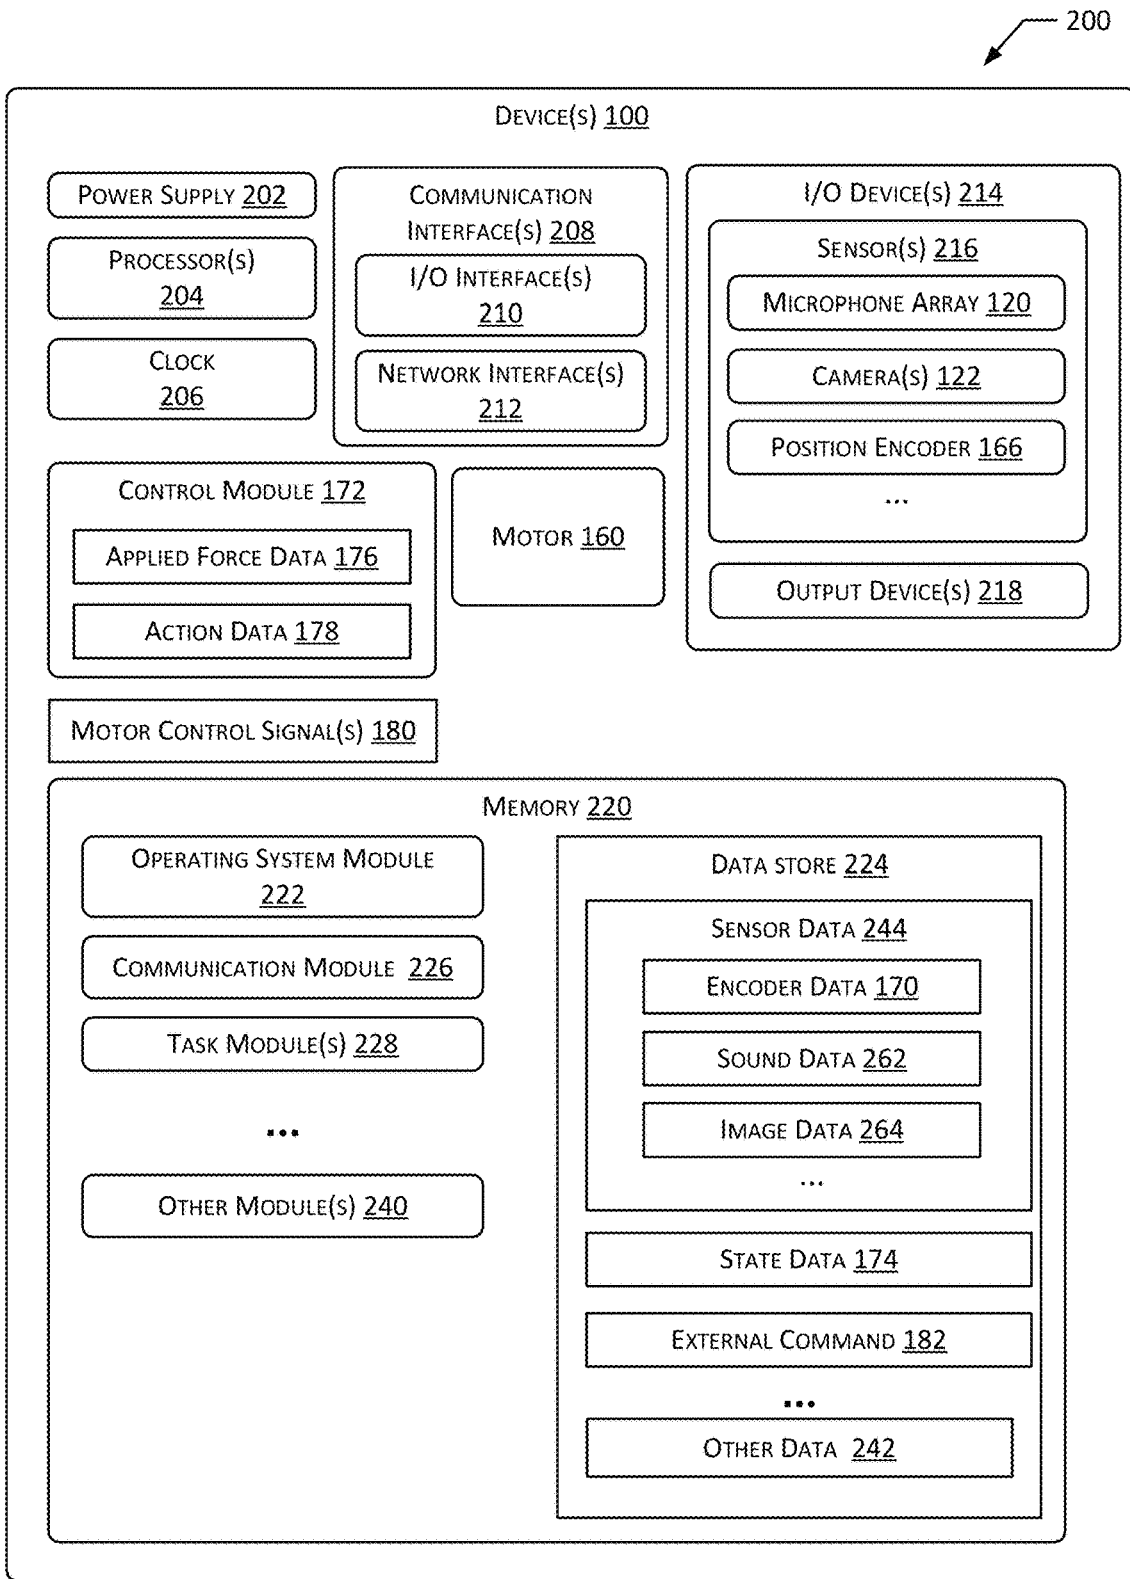 200
DEVICE(S) 100
POWER SUPPLY 202
PROCESSOR(S)
204
CLOCK
206
COMMUNICATION
INTERFACE(S) 208
I/O INTERFACE(S)
210
NETWORK INTERFACE(S)
212
I/O DEVICE(S) 214
SENSOR(S) 216
MICROPHONE ARRAY 120
CAMERA(S) 122
POSITION ENCODER 166
...
OUTPUT DEVICE(S) 218
CONTROL MODULE 172
APPLIED FORCE DATA 176
ACTION DATA 178
MOTOR 160
MOTOR CONTROL SIGNAL(S) 180
MEMORY 220
OPERATING SYSTEM MODULE
222
COMMUNICATION MODULE 226
TASK MODULE(S) 228
...
OTHER MODULE(S) 240
DATA STORE 224
SENSOR DATA 244
ENCODER DATA 170
SOUND DATA 262
IMAGE DATA 264
...
STATE DATA 174
EXTERNAL COMMAND 182
...
OTHER DATA 242